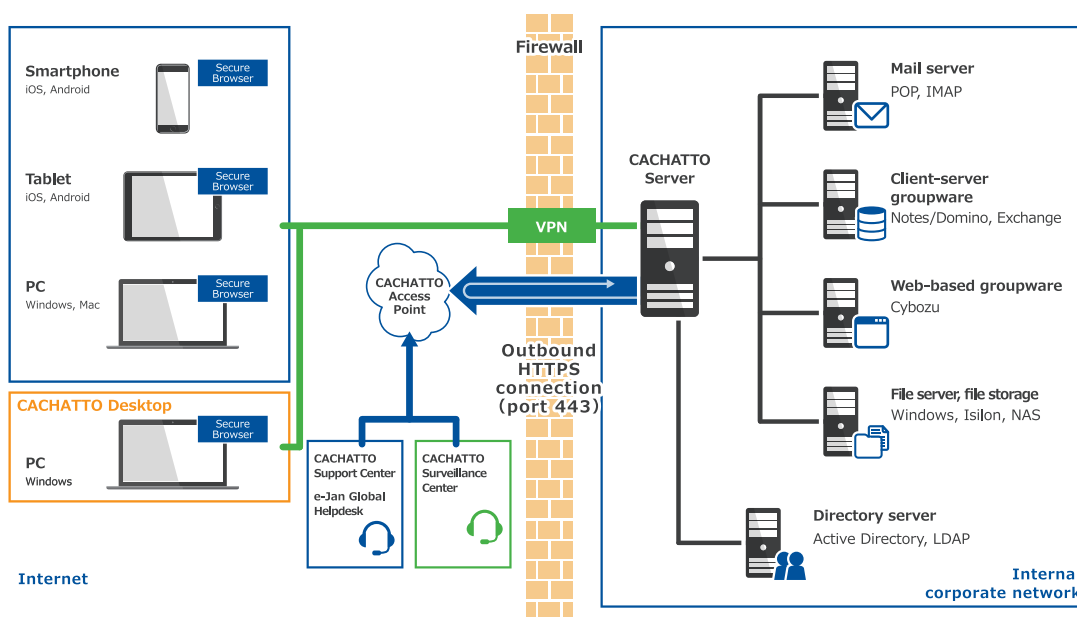 Smartphone
iOS, Android
Secure
Browser
Tablet
iOS, Android
Secure
Browser
PC
Windows, Mac
Secure
Browser
CACHATTO Desktop
PC
Windows
Secure
Browser
Internet
CACHATTO
Access
Point
CACHATTO
Support Center
e-Jan Global
Helpdesk
CACHATTO
Surveillance
Center
Firewall
VPN
Outbound
HTTPS
connection
(port 443)
CACHATTO
Server
Mail server
POP, IMAP
Client-server
groupware
Notes/Domino, Exchange
Web-based groupware
Cybozu
File server, file storage
Windows, Isilon, NAS
Directory server
Active Directory, LDAP
Interna
corporate network